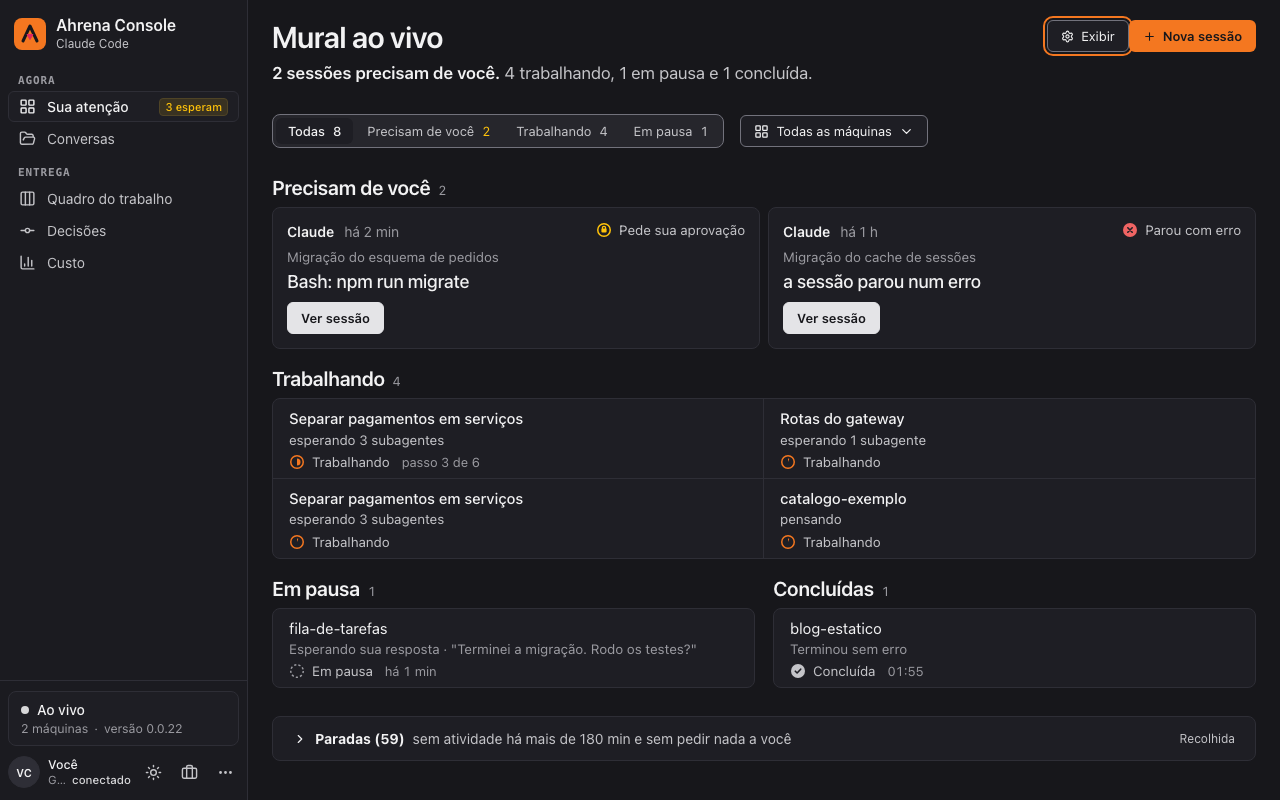 Ahrena Console
Claude Code
AGORA
Sua atenção 3 esperam
Conversas
ENTREGA
Quadro do trabalho
Decisões
Custo
Ao vivo
2 máquinas · versão 0.0.22
VC
Você
G... conectado
Mural ao vivo
Exibir
+ Nova sessão
2 sessões precisam de você. 4 trabalhando, 1 em pausa e 1 concluída.
Todas 8 Precisam de você 2 Trabalhando 4 Em pausa 1
Todas as máquinas
Precisam de você 2
Claude há 2 min Pede sua aprovação
Migração do esquema de pedidos
Bash: npm run migrate
Ver sessão
Claude há 1 h Parou com erro
Migração do cache de sessões
a sessão parou num erro
Ver sessão
Trabalhando 4
Separar pagamentos em serviços
esperando 3 subagentes
Trabalhando passo 3 de 6
Rotas do gateway
esperando 1 subagente
Trabalhando
Separar pagamentos em serviços
esperando 3 subagentes
Trabalhando
catalogo-exemplo
pensando
Trabalhando
Em pausa 1
fila-de-tarefas
Esperando sua resposta · "Terminei a migração. Rodo os testes?"
Em pausa há 1 min
Concluídas 1
blog-estatico
Terminou sem erro
Concluída 01:55
Paradas (59) sem atividade há mais de 180 min e sem pedir nada a você
Recolhida